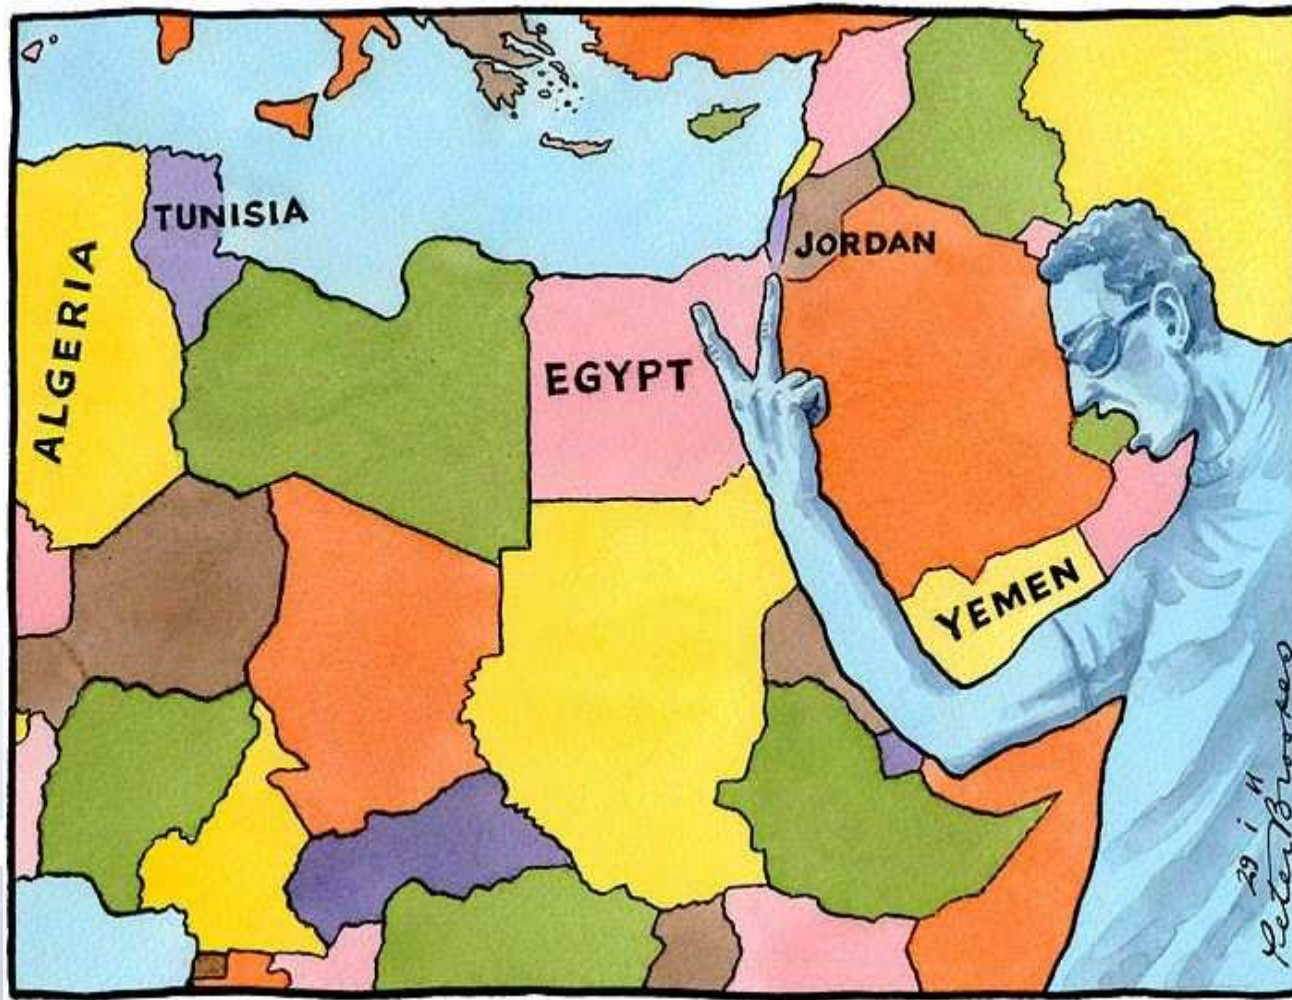 TUNISIA
JORDAN
ALGERIA
EGYPT
YEMEN
29 i 11
Peter Brookes